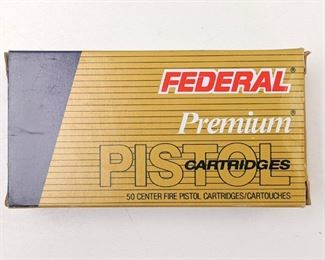 FEDERAL®
Premium®
PISTOL
CARTRIDGES
50 CENTER FIRE PISTOL CARTRIDGES/CARTOUCHES